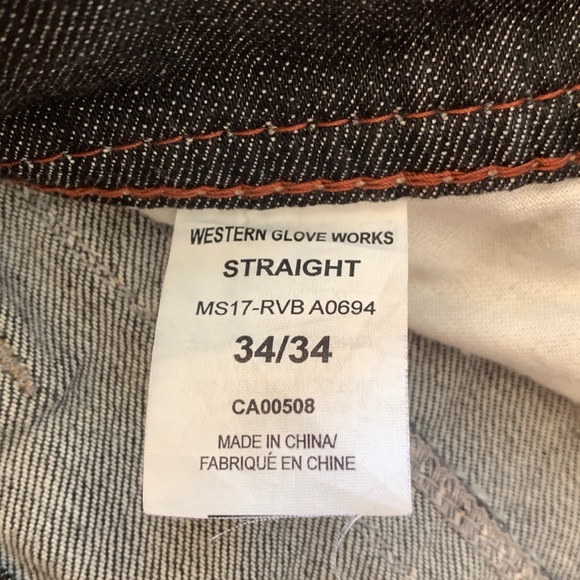 WESTERN GLOVE WORKS
STRAIGHT
MS17-RVB A0694
34/34
CA00508
MADE IN CHINA/
FABRIQUÉ EN CHINE